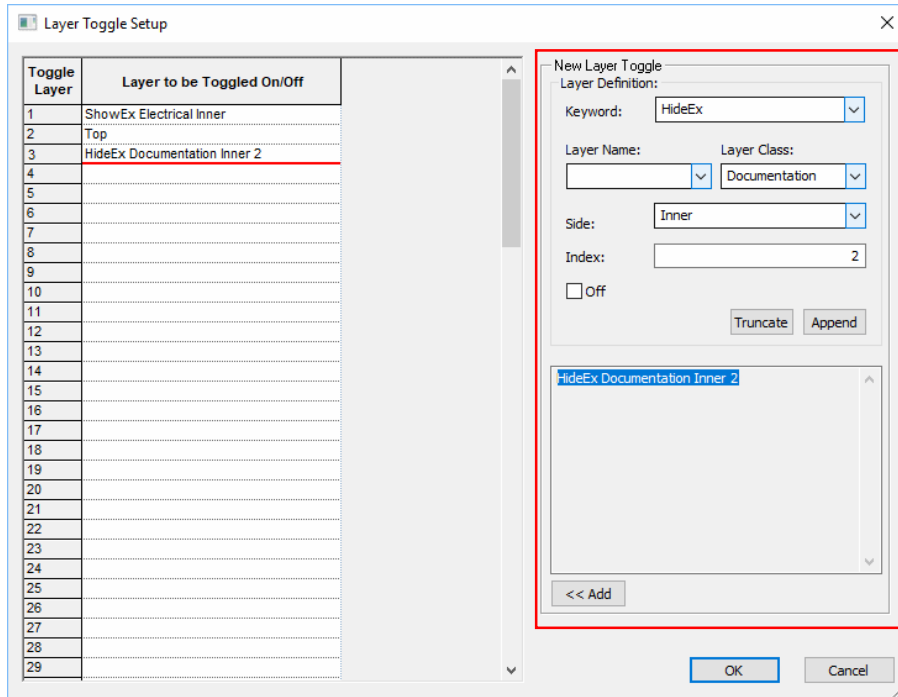 Layer Toggle Setup
Toggle Layer
Layer to be Toggled On/Off
1 ShowEx Electrical Inner
2 Top
3 HideEx Documentation Inner 2
4
5
6
7
8
9
10
11
12
13
14
15
16
17
18
19
20
21
22
23
24
25
26
27
28
29
New Layer Toggle
Layer Definition:
Keyword: HideEx
Layer Name: Layer Class:
Documentation
Side: Inner
Index: 2
Off
Truncate Append
HideEx Documentation Inner 2
<< Add
OK Cancel